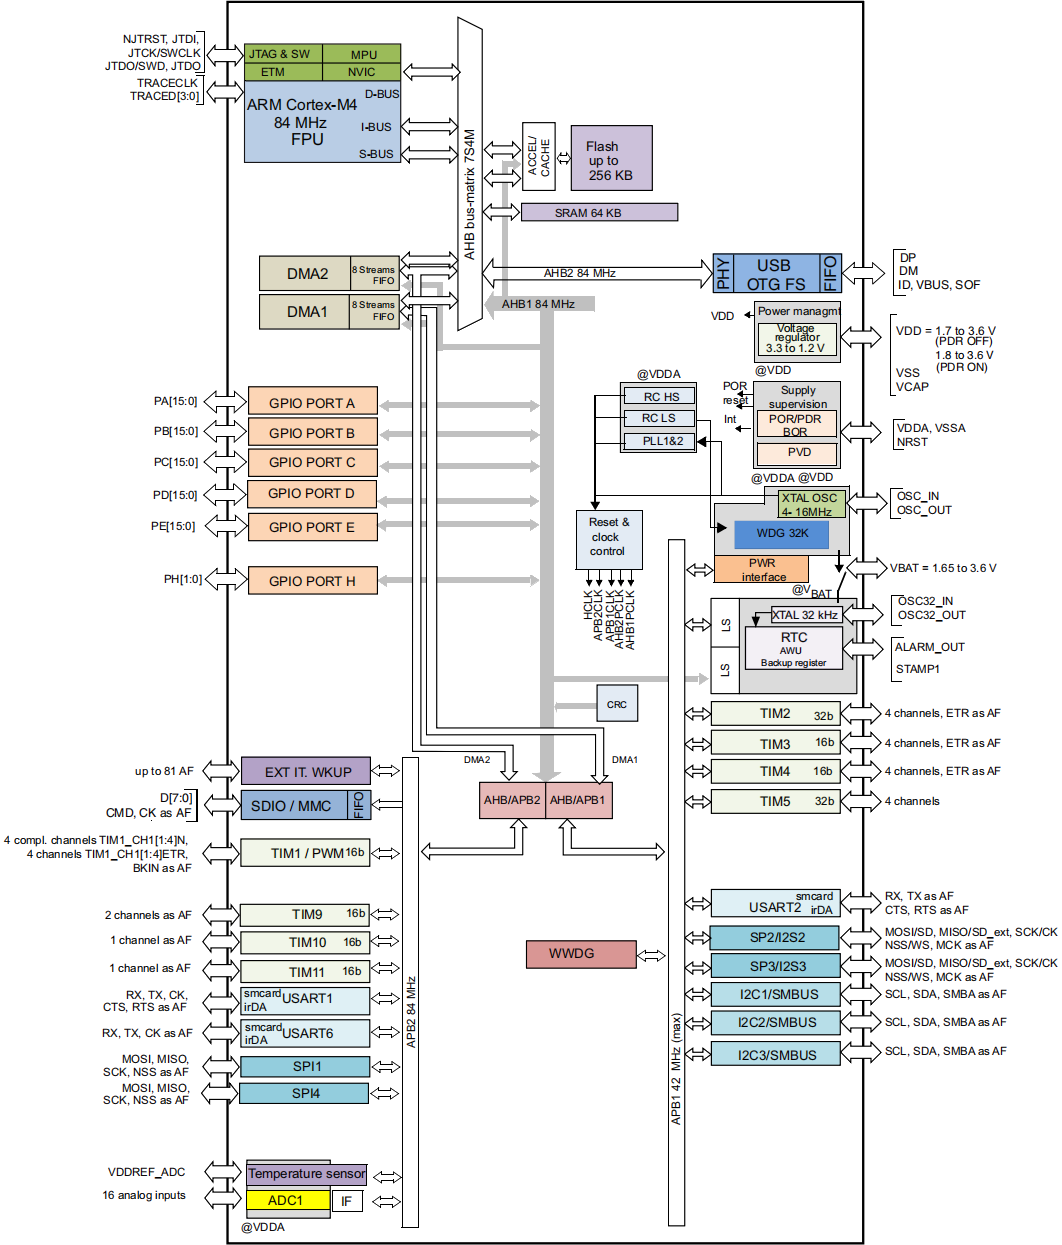 NJTRST, JTDI,
JTCK/SWCLK
JTDO/SWD, JTDO
TRACECLK
TRACED[3:0]
JTAG & SW
MPU
ETM
NVIC
D-BUS
ARM Cortex-M4
84 MHz
FPU
I-BUS
S-BUS
AHB bus-matrix 7S4M
ACCEL/
CACHE
Flash
up to
256 KB
SRAM 64 KB
DMA2
8 Streams
FIFO
DMA1
8 Streams
FIFO
AHB2 84 MHz
AHB1 84 MHz
PHY
USB
OTG FS
FIFO
DP
DM
ID, VBUS, SOF
Power managmt
VDD
Voltage
regulator
3.3 to 1.2 V
@VDD
VDD = 1.7 to 3.6 V
(PDR OFF)
1.8 to 3.6 V
(PDR ON)
VSS
VCAP
@VDDA
RC HS
RC LS
PLL1&2
POR
reset
Int
Supply
supervision
POR/PDR
BOR
PVD
VDDA, VSSA
NRST
@VDDA
@VDD
PA[15:0]
GPIO PORT A
PB[15:0]
GPIO PORT B
PC[15:0]
GPIO PORT C
PD[15:0]
GPIO PORT D
PE[15:0]
GPIO PORT E
PH[1:0]
GPIO PORT H
XTAL OSC
4- 16MHz
OSC_IN
OSC_OUT
WDG 32K
Reset &
clock
control
HCLK
APB2CLK
APB1CLK
AHB2PCLK
AHB1PCLK
PWR
interface
VBAT = 1.65 to 3.6 V
@VBAT
LS
LS
XTAL 32 kHz
OSC32_IN
OSC32_OUT
RTC
AWU
Backup register
ALARM_OUT
STAMP1
CRC
TIM2
32b
4 channels, ETR as AF
TIM3
16b
4 channels, ETR as AF
TIM4
16b
4 channels, ETR as AF
TIM5
32b
4 channels
DMA2
DMA1
AHB/APB2
AHB/APB1
up to 81 AF
EXT IT. WKUP
D[7:0]
CMD, CK as AF
SDIO / MMC
FIFO
4 compl. channels TIM1_CH1[1:4]N,
4 channels TIM1_CH1[1:4]ETR,
BKIN as AF
TIM1 / PWM
16b
2 channels as AF
TIM9
16b
1 channel as AF
TIM10
16b
1 channel as AF
TIM11
16b
RX, TX, CK,
CTS, RTS as AF
smcard
irDA
USART1
RX, TX, CK as AF
smcard
irDA
USART6
MOSI, MISO,
SCK, NSS as AF
SPI1
MOSI, MISO,
SCK, NSS as AF
SPI4
VDDREF_ADC
Temperature sensor
16 analog inputs
ADC1
IF
@VDDA
APB2 84 MHz
WWDG
APB1 42 MHz (max)
USART2
smcard
irDA
RX, TX as AF
CTS, RTS as AF
SP2/I2S2
MOSI/SD, MISO/SD_ext, SCK/CK
NSS/WS, MCK as AF
SP3/I2S3
MOSI/SD, MISO/SD_ext, SCK/CK
NSS/WS, MCK as AF
I2C1/SMBUS
SCL, SDA, SMBA as AF
I2C2/SMBUS
SCL, SDA, SMBA as AF
I2C3/SMBUS
SCL, SDA, SMBA as AF